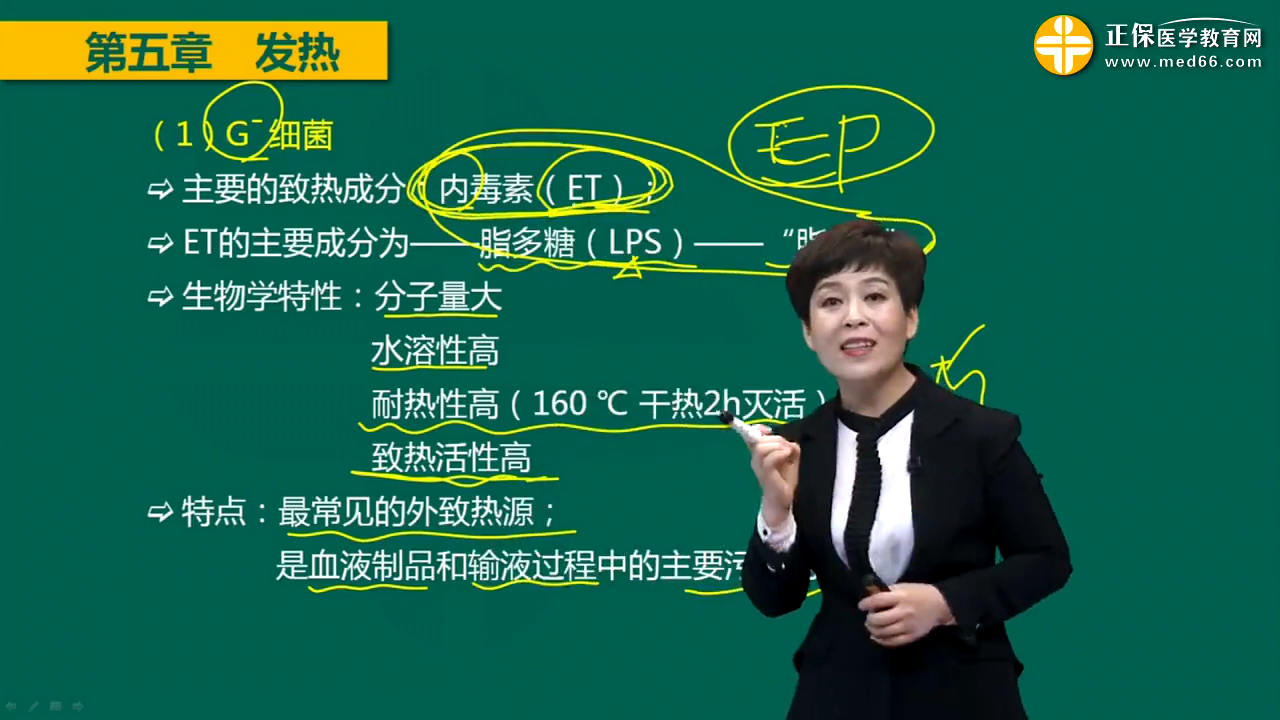 第五章 发热
正保医学教育网
www.med66.com
（1）G⁻细菌
EP
⇨ 主要的致热成分：内毒素（ET）；
⇨ ET的主要成分为——脂多糖（LPS）——“脂
⇨ 生物学特性：分子量大
水溶性高
耐热性高（160 ℃ 干热2h灭活）
致热活性高
⇨ 特点：最常见的外致热源；
是血液制品和输液过程中的主要污